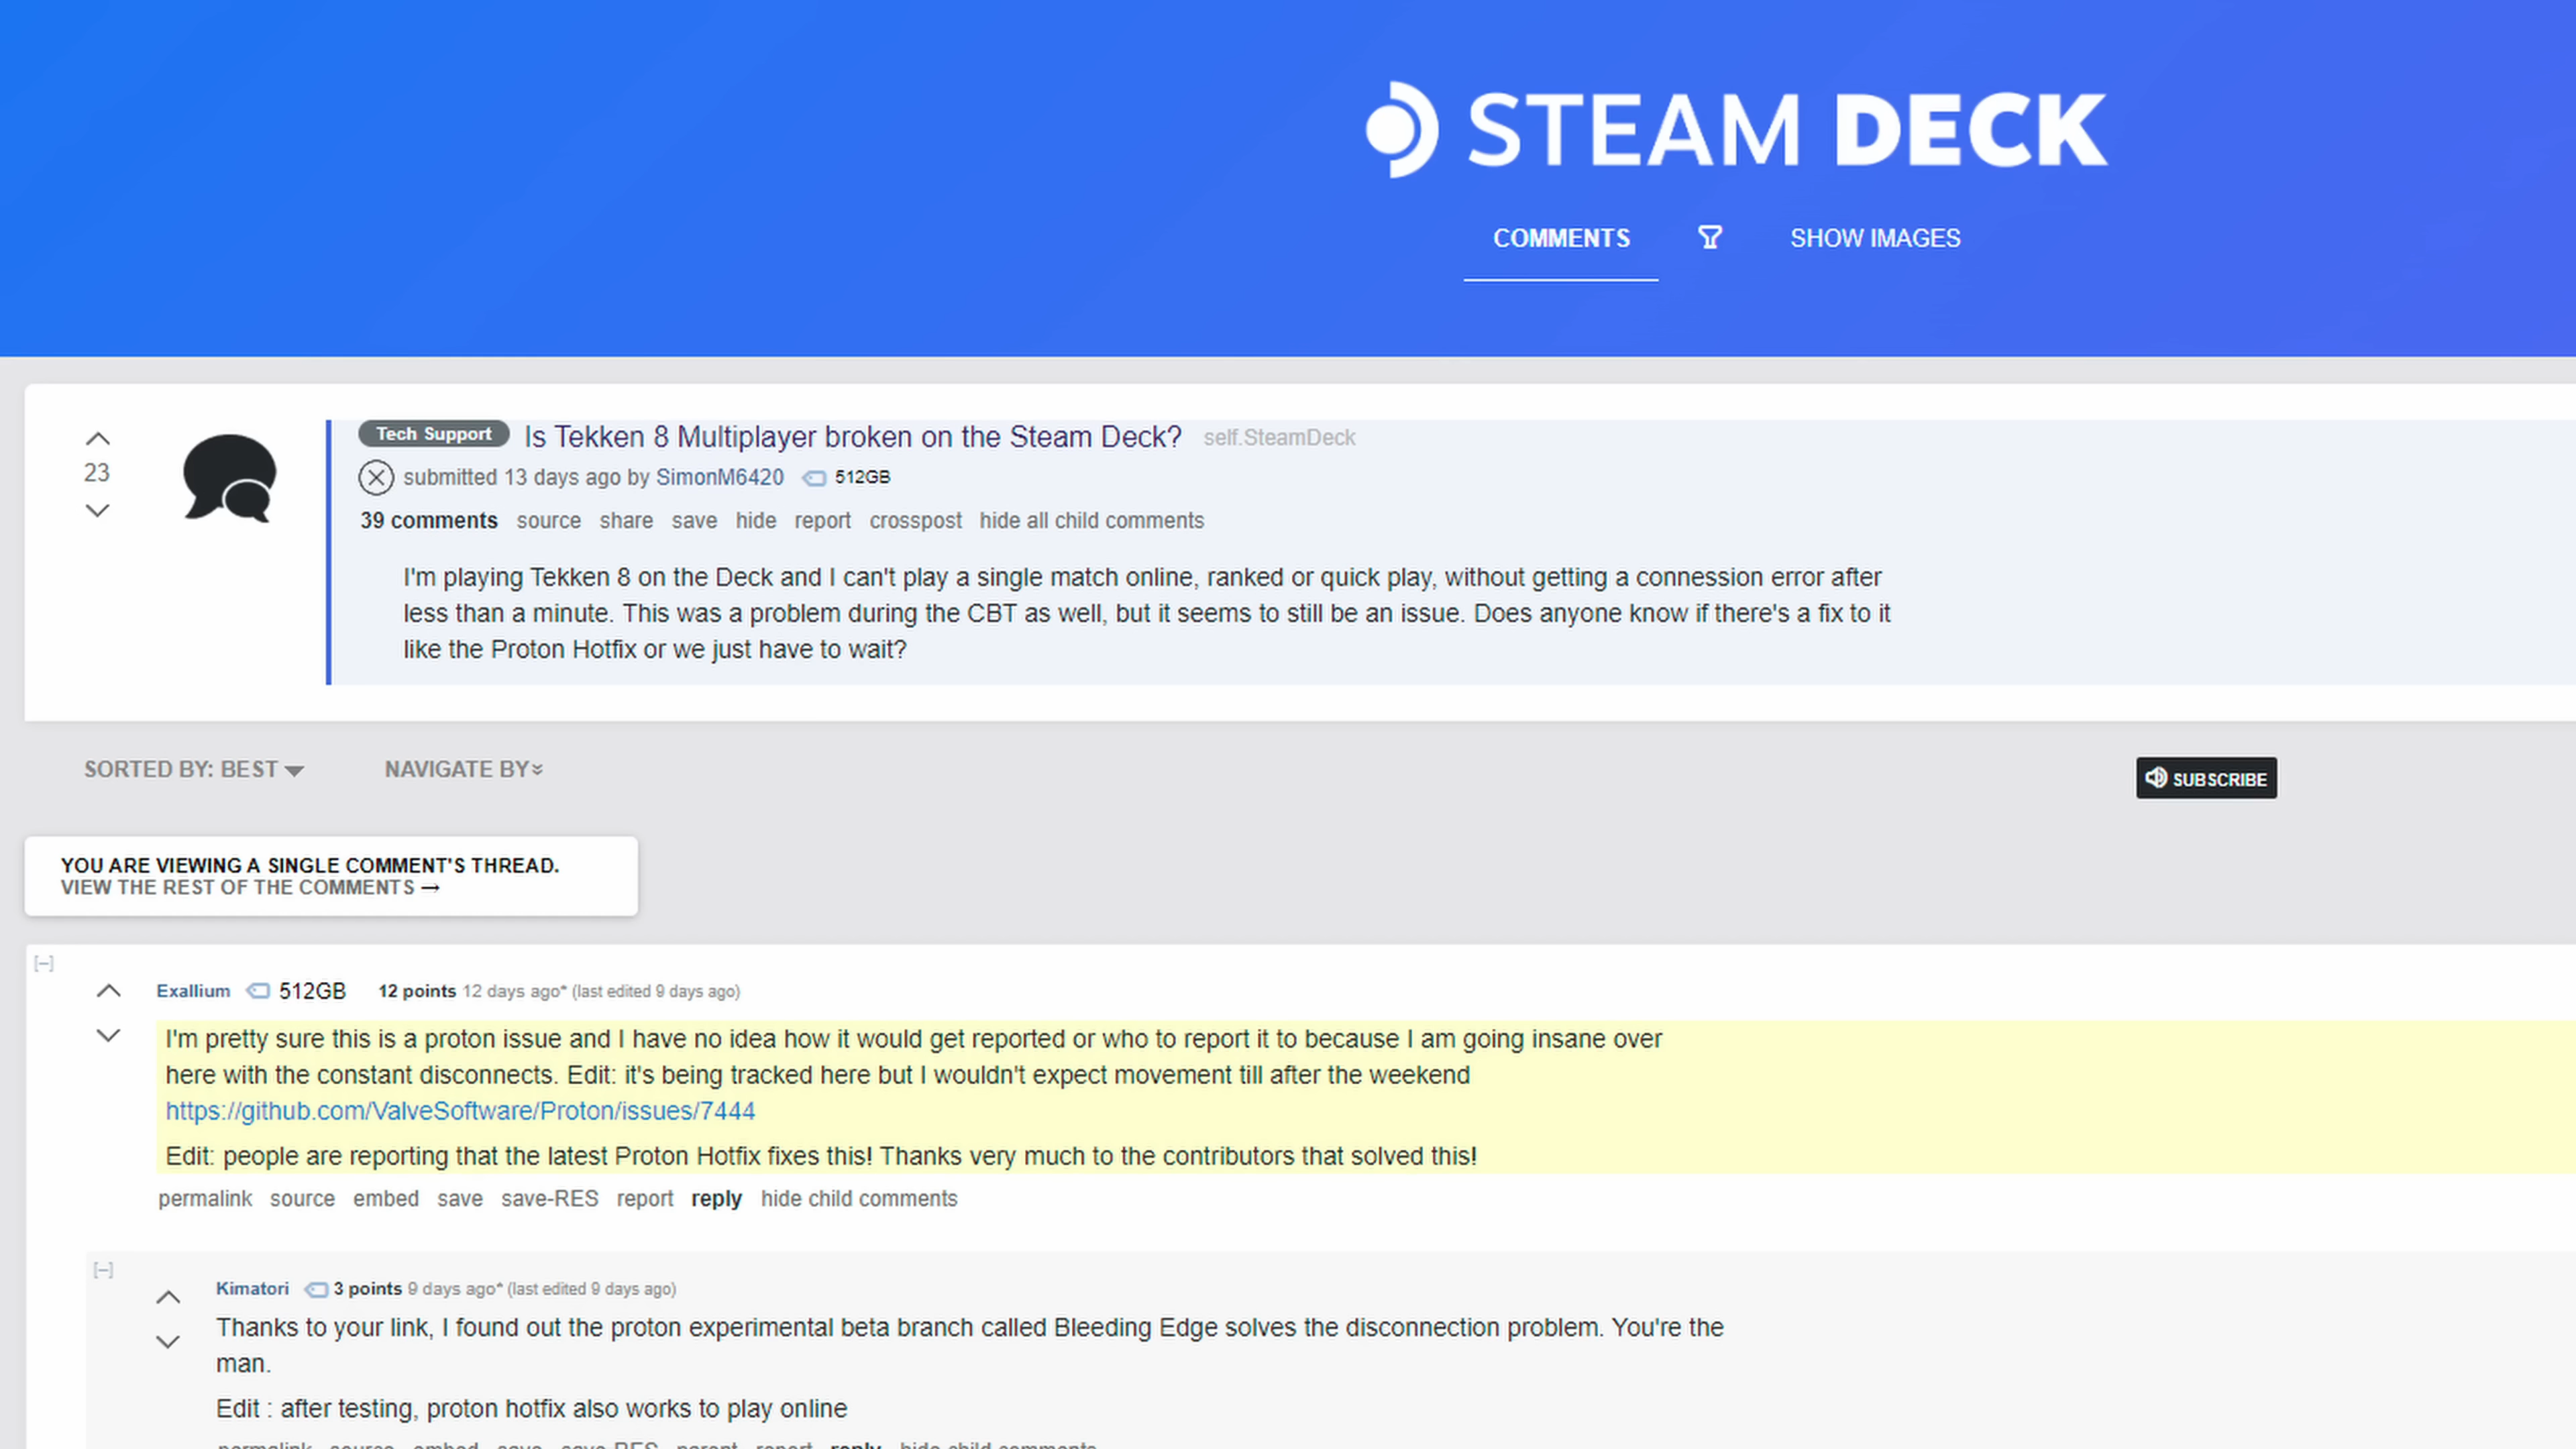 STEAM DECK
COMMENTS SHOW IMAGES
Tech Support Is Tekken 8 Multiplayer broken on the Steam Deck? self.SteamDeck
23 submitted 13 days ago by SimonM6420 512GB
39 comments source share save hide report crosspost hide all child comments
I'm playing Tekken 8 on the Deck and I can't play a single match online, ranked or quick play, without getting a connession error after
less than a minute. This was a problem during the CBT as well, but it seems to still be an issue. Does anyone know if there's a fix to it
like the Proton Hotfix or we just have to wait?
SORTED BY: BEST NAVIGATE BY
SUBSCRIBE
YOU ARE VIEWING A SINGLE COMMENT'S THREAD.
VIEW THE REST OF THE COMMENTS →
[–]
Exallium 512GB 12 points 12 days ago* (last edited 9 days ago)
I'm pretty sure this is a proton issue and I have no idea how it would get reported or who to report it to because I am going insane over
here with the constant disconnects. Edit: it's being tracked here but I wouldn't expect movement till after the weekend
https://github.com/ValveSoftware/Proton/issues/7444
Edit: people are reporting that the latest Proton Hotfix fixes this! Thanks very much to the contributors that solved this!
permalink source embed save save-RES report reply hide child comments
[–]
Kimatori 3 points 9 days ago* (last edited 9 days ago)
Thanks to your link, I found out the proton experimental beta branch called Bleeding Edge solves the disconnection problem. You're the
man.
Edit : after testing, proton hotfix also works to play online
permalink source embed save save-RES parent report reply hide child comments